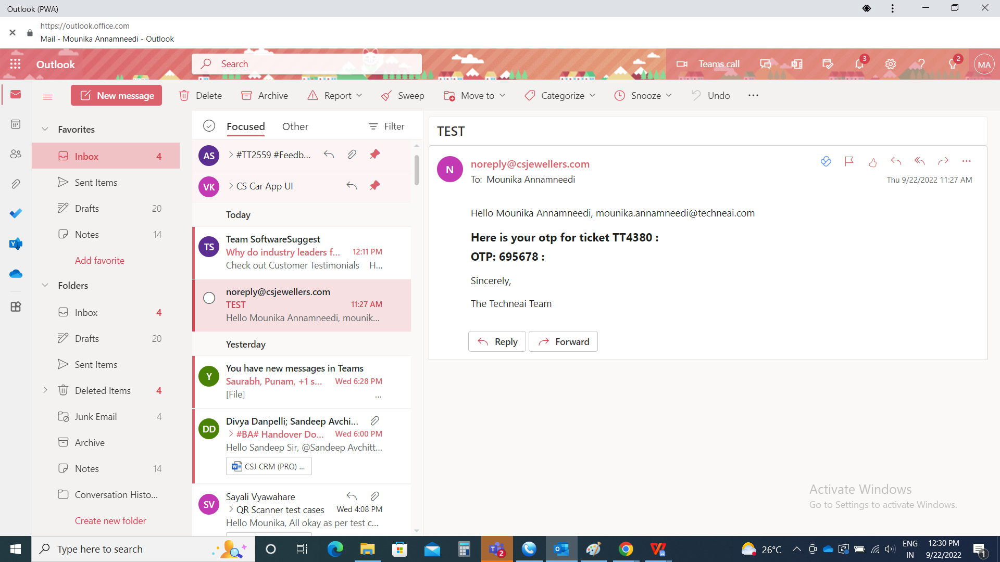 Outlook (PWA)
https://outlook.office.com
Mail - Mounika Annamneedi - Outlook
Outlook
Search
Teams call
3
2
MA
New message
Delete
Archive
Report
Sweep
Move to
Categorize
Snooze
Undo
Favorites
Inbox 4
Sent Items
Drafts 20
Notes 14
Add favorite
Folders
Inbox 4
Drafts 20
Sent Items
Deleted Items 4
Junk Email 4
Archive
Notes 14
Conversation Histo...
Create new folder
Focused Other Filter
AS #TT2559 #Feedb...
VK CS Car App UI
Today
TS Team SoftwareSuggest
Why do industry leaders f... 12:11 PM
Check out Customer Testimonials H...
noreply@csjewellers.com
TEST 11:27 AM
Hello Mounika Annamneedi, mounik...
Yesterday
Y You have new messages in Teams
Saurabh, Punam, +1 s... Wed 6:28 PM
[File] ...
DD Divya Danpelli; Sandeep Avchi...
#BA# Handover Do... Wed 6:00 PM
Hello Sandeep Sir, @Sandeep Avchitt...
CSJ CRM (PRO) ...
SV Sayali Vyawahare
QR Scanner test cases Wed 4:08 PM
Hello Mounika, All okay as per test c...
TEST
N noreply@csjewellers.com
To: Mounika Annamneedi
Thu 9/22/2022 11:27 AM
Hello Mounika Annamneedi, mounika.annamneedi@techneai.com
Here is your otp for ticket TT4380 :
OTP: 695678 :
Sincerely,
The Techneai Team
Reply Forward
Activate Windows
Go to Settings to activate Windows.
Type here to search
2
26°C
ENG
IN
12:30 PM
9/22/2022
1